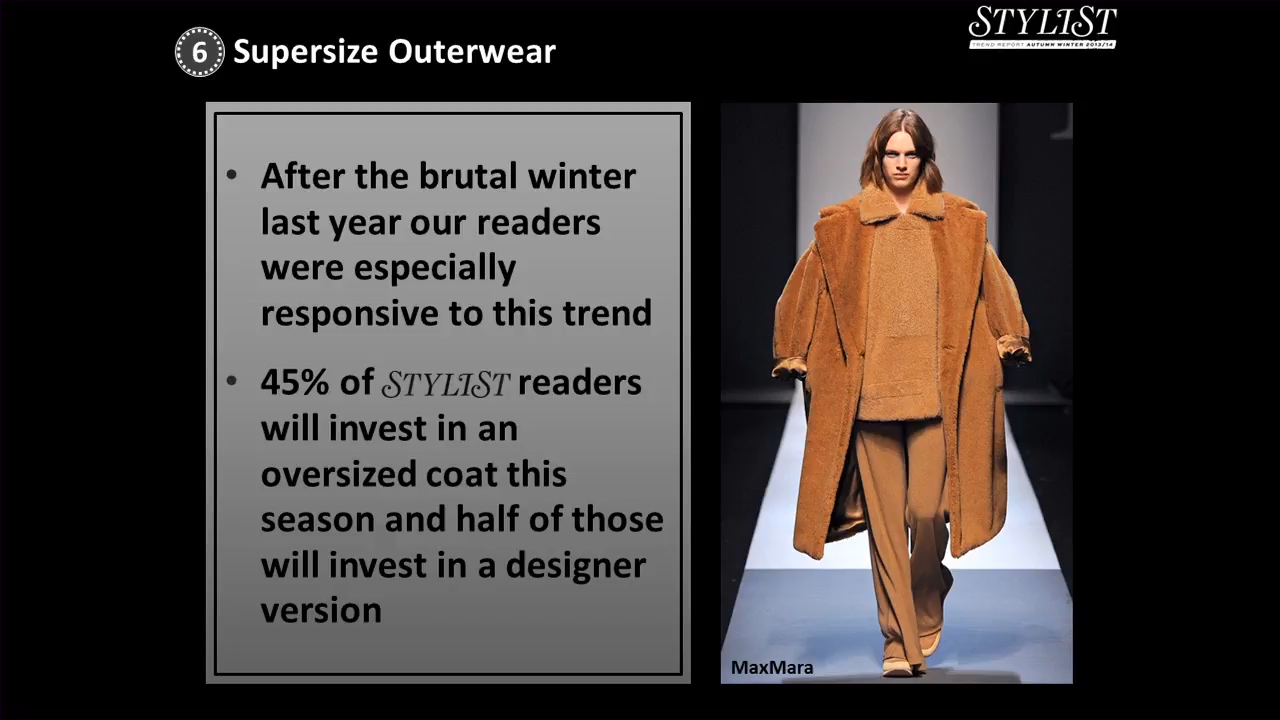 6 Supersize Outerwear
STYLIST
TREND REPORT AUTUMN WINTER 2013/14
• After the brutal winter
last year our readers
were especially
responsive to this trend
• 45% of STYLIST readers
will invest in an
oversized coat this
season and half of those
will invest in a designer
version
MaxMara